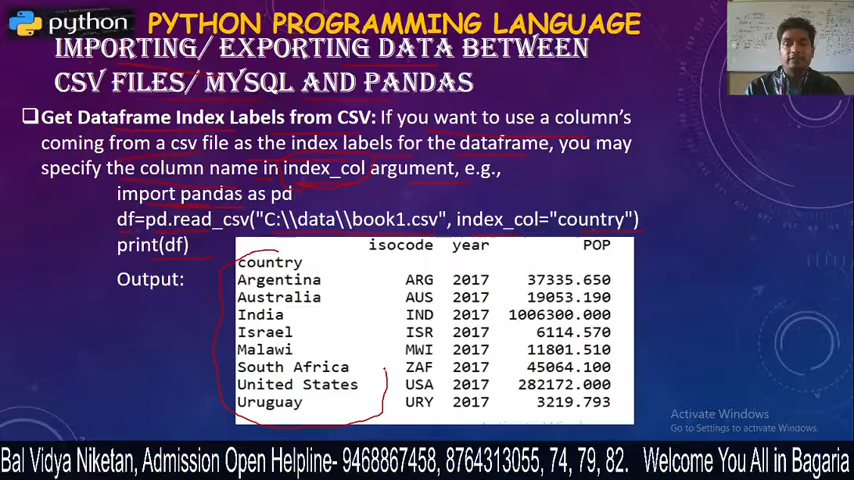 python
PYTHON PROGRAMMING LANGUAGE
IMPORTING/ EXPORTING DATA BETWEEN
CSV FILES/ MYSQL AND PANDAS
Get Dataframe Index Labels from CSV: If you want to use a column's
coming from a csv file as the index labels for the dataframe, you may
specify the column name in index_col argument, e.g.,
import pandas as pd
df=pd.read_csv("C:\\data\\book1.csv", index_col="country")
print(df)
Output:
isocode year POP
country
Argentina ARG 2017 37335.650
Australia AUS 2017 19053.190
India IND 2017 1006300.000
Israel ISR 2017 6114.570
Malawi MWI 2017 11801.510
South Africa ZAF 2017 45064.100
United States USA 2017 282172.000
Uruguay URY 2017 3219.793
Activate Windows
Go to Settings to activate Windows.
Bal Vidya Niketan, Admission Open Helpline- 9468867458, 8764313055, 74, 79, 82. Welcome You All in Bagaria